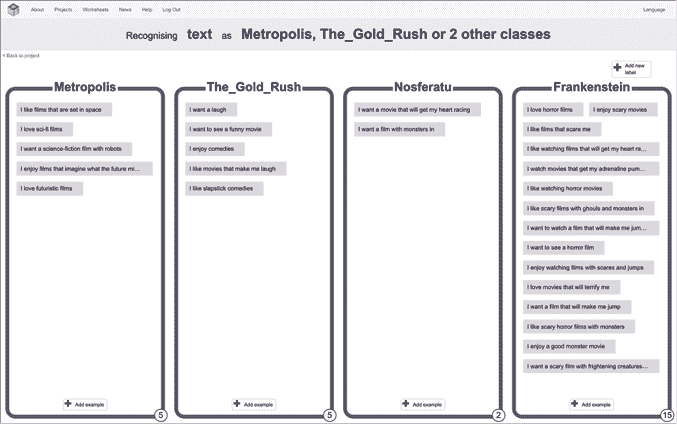 About Projects Worksheets News Help Log Out Language
Recognising text as Metropolis, The_Gold_Rush or 2 other classes
< Back to project
Add new label
Metropolis
I like films that are set in space
I love sci-fi films
I want a science-fiction film with robots
I enjoy films that imagine what the future mi...
I love futuristic films
Add example
5
The_Gold_Rush
I want a laugh
I want to see a funny movie
I enjoy comedies
I like movies that make me laugh
I like slapstick comedies
Add example
5
Nosferatu
I want a movie that will get my heart racing
I want a film with monsters in
Add example
2
Frankenstein
I love horror films I enjoy scary movies
I like films that scare me
I like watching films that will get my heart ra...
I watch movies that get my adrenaline pum...
I like watching horror movies
I like scary films with ghouls and monsters in
I want to watch a film that will make me jum...
I want to see a horror film
I enjoy watching films with scares and jumps
I love movies that will terrify me
I want a film that will make me jump
I like scary horror films with monsters
I enjoy a good monster movie
I want a scary film with frightening creatures...
Add example
15